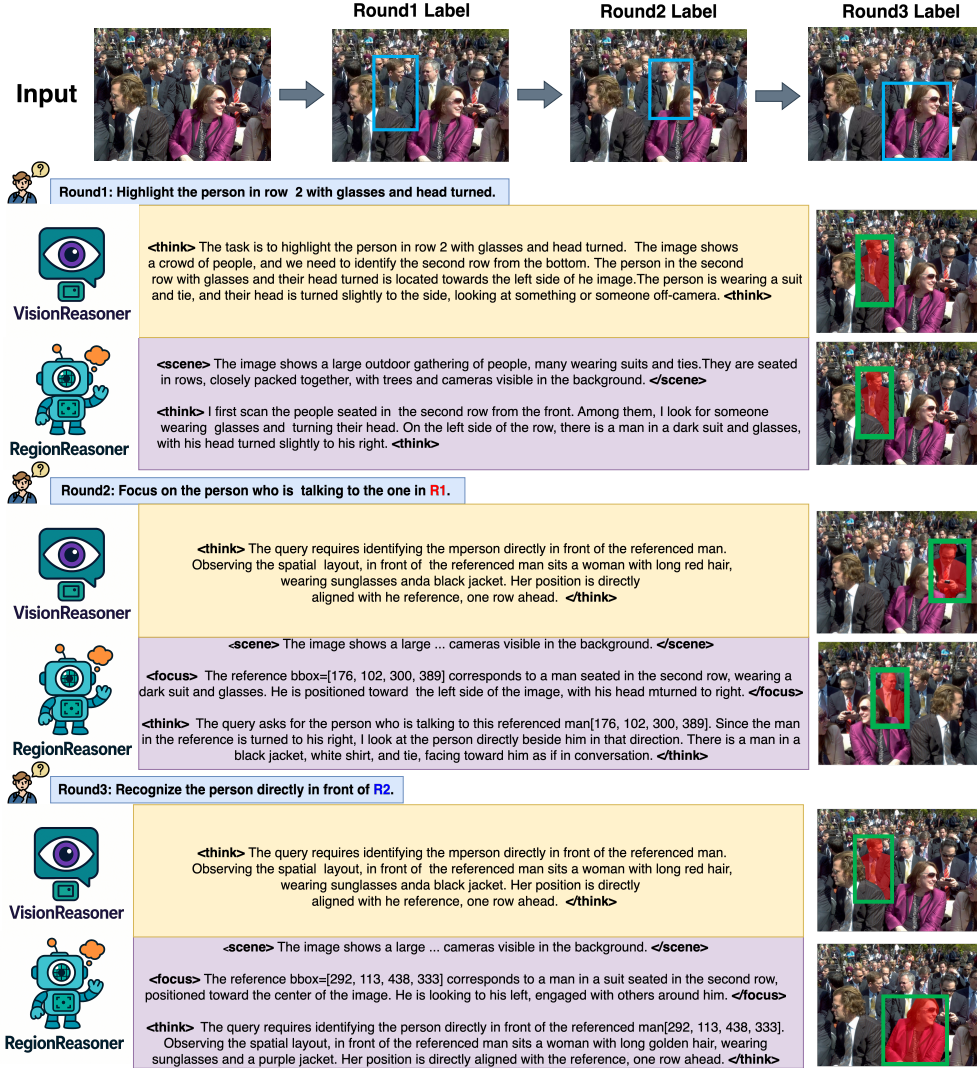 Round1 Label
Round2 Label
Round3 Label
Input
?
Round1: Highlight the person in row 2 with glasses and head turned.
VisionReasoner
<think> The task is to highlight the person in row 2 with glasses and head turned. The image shows
a crowd of people, and we need to identify the second row from the bottom. The person in the second
row with glasses and their head turned is located towards the left side of he image.The person is wearing a suit
and tie, and their head is turned slightly to the side, looking at something or someone off-camera. <think>
RegionReasoner
<scene> The image shows a large outdoor gathering of people, many wearing suits and ties.They are seated
in rows, closely packed together, with trees and cameras visible in the background. </scene>
<think> I first scan the people seated in the second row from the front. Among them, I look for someone
wearing glasses and turning their head. On the left side of the row, there is a man in a dark suit and glasses,
with his head turned slightly to his right. <think>
?
Round2: Focus on the person who is talking to the one in R1.
VisionReasoner
<think> The query requires identifying the mperson directly in front of the referenced man.
Observing the spatial layout, in front of the referenced man sits a woman with long red hair,
wearing sunglasses anda black jacket. Her position is directly
aligned with he reference, one row ahead. </think>
RegionReasoner
<scene> The image shows a large ... cameras visible in the background. </scene>
<focus> The reference bbox=[176, 102, 300, 389] corresponds to a man seated in the second row, wearing a
dark suit and glasses. He is positioned toward the left side of the image, with his head mturned to right. </focus>
<think> The query asks for the person who is talking to this referenced man[176, 102, 300, 389]. Since the man
in the reference is turned to his right, I look at the person directly beside him in that direction. There is a man in a
black jacket, white shirt, and tie, facing toward him as if in conversation. </think>
?
Round3: Recognize the person directly in front of R2.
VisionReasoner
<think> The query requires identifying the mperson directly in front of the referenced man.
Observing the spatial layout, in front of the referenced man sits a woman with long red hair,
wearing sunglasses anda black jacket. Her position is directly
aligned with he reference, one row ahead. </think>
RegionReasoner
<scene> The image shows a large ... cameras visible in the background. </scene>
<focus> The reference bbox=[292, 113, 438, 333] corresponds to a man in a suit seated in the second row,
positioned toward the center of the image. He is looking to his left, engaged with others around him. </focus>
<think> The query requires identifying the person directly in front of the referenced man[292, 113, 438, 333].
Observing the spatial layout, in front of the referenced man sits a woman with long golden hair, wearing
sunglasses and a purple jacket. Her position is directly aligned with the reference, one row ahead. </think>